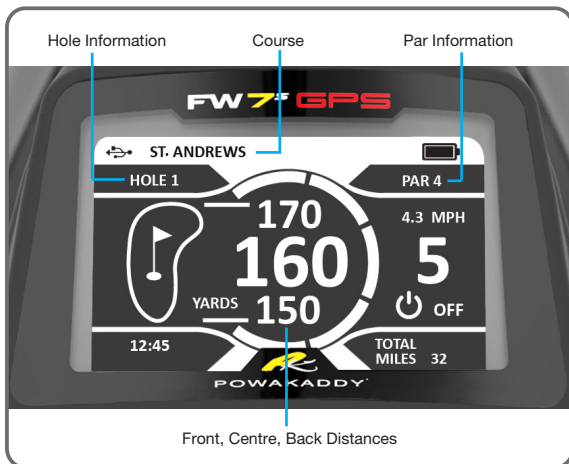 Hole Information
Course
Par Information
FW7s GPS
ST. ANDREWS
HOLE 1
PAR 4
170
4.3 MPH
160
5
YARDS
150
OFF
12:45
TOTAL
MILES 32
POWAKADDY
Front, Centre, Back Distances